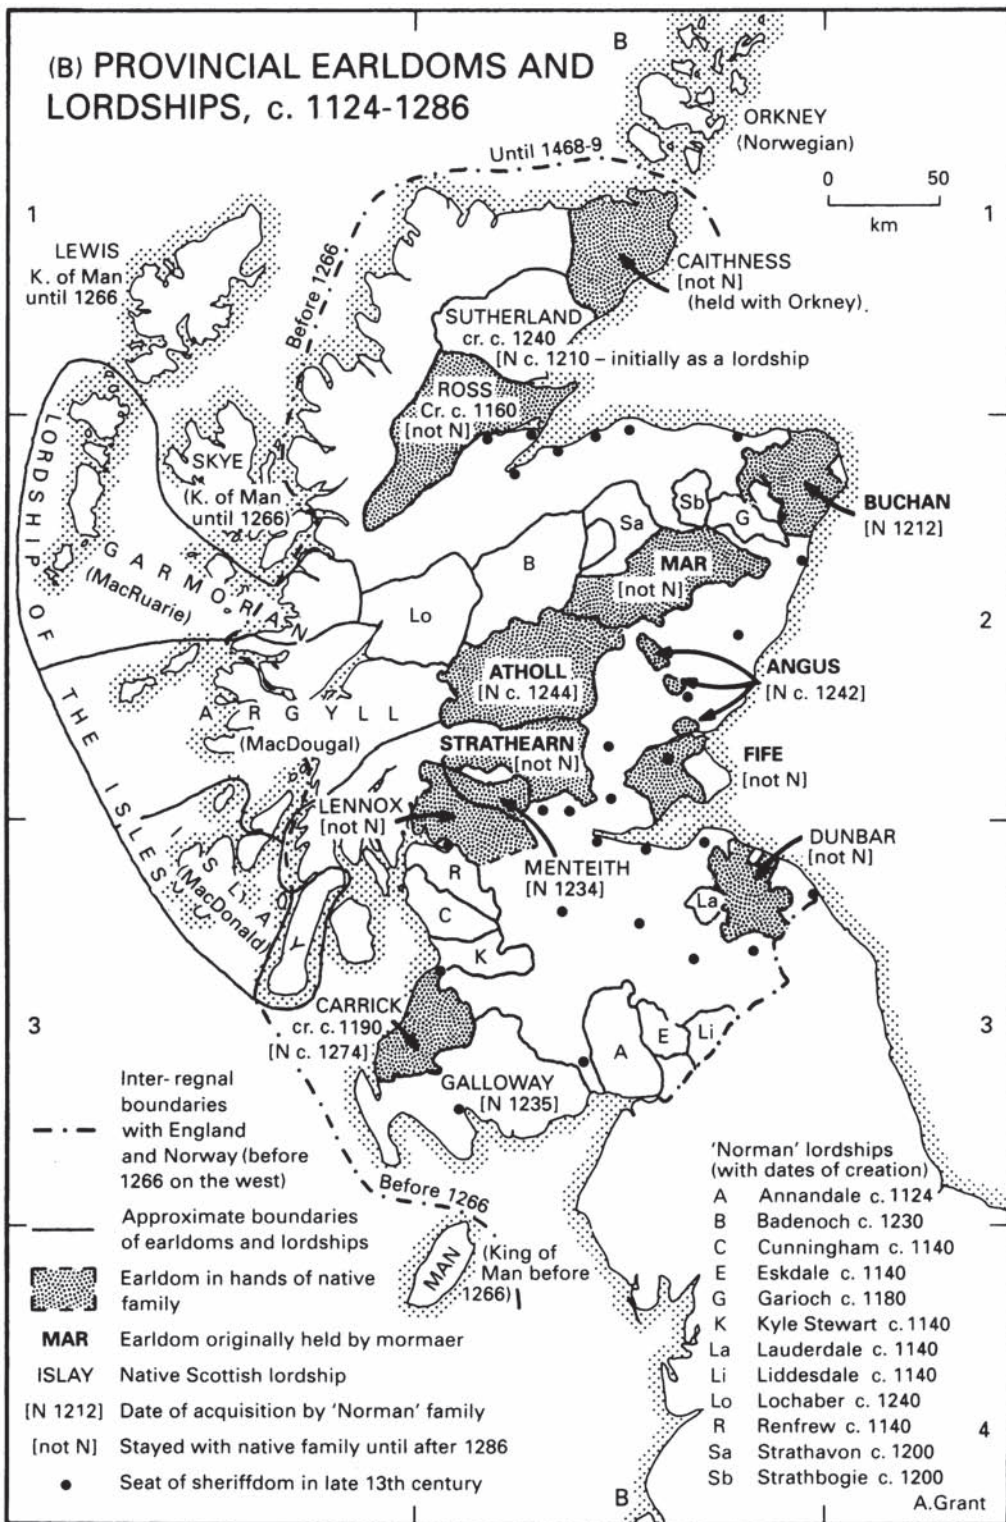 B
(B) PROVINCIAL EARLDOMS AND
LORDSHIPS, c. 1124-1286
ORKNEY
(Norwegian)
Until 1468-9
0 50
km
1
1
LEWIS
K. of Man
until 1266
Before 1266
CAITHNESS
[not N]
(held with Orkney).
SUTHERLAND
cr. c. 1240
[N c. 1210 – initially as a lordship
ROSS
Cr. c. 1160
[not N]
LORDSHIP OF THE ISLES
SKYE
(K. of Man
until 1266)
BUCHAN
[N 1212]
Sb
Sa
G
B
MAR
[not N]
GARMORAN
(MacRuarie)
Lo
2
ATHOLL
[N c. 1244]
ANGUS
[N c. 1242]
ARGYLL
(MacDougal)
STRATHEARN
[not N]
FIFE
[not N]
LENNOX
[not N]
MENTEITH
[N 1234]
DUNBAR
[not N]
ISLAY
(MacDonald)
R
C
K
La
3
3
CARRICK
cr. c. 1190
[N c. 1274]
A
E
Li
GALLOWAY
[N 1235]
Before 1266
MAN
(King of
Man before
1266)
Inter-regnal
boundaries
with England
and Norway (before
1266 on the west)
Approximate boundaries
of earldoms and lordships
Earldom in hands of native
family
MAR Earldom originally held by mormaer
ISLAY Native Scottish lordship
[N 1212] Date of acquisition by 'Norman' family
[not N] Stayed with native family until after 1286
Seat of sheriffdom in late 13th century
'Norman' lordships
(with dates of creation)
A Annandale c. 1124
B Badenoch c. 1230
C Cunningham c. 1140
E Eskdale c. 1140
G Garioch c. 1180
K Kyle Stewart c. 1140
La Lauderdale c. 1140
Li Liddesdale c. 1140
Lo Lochaber c. 1240
R Renfrew c. 1140
Sa Strathavon c. 1200
Sb Strathbogie c. 1200
4
B
A.Grant